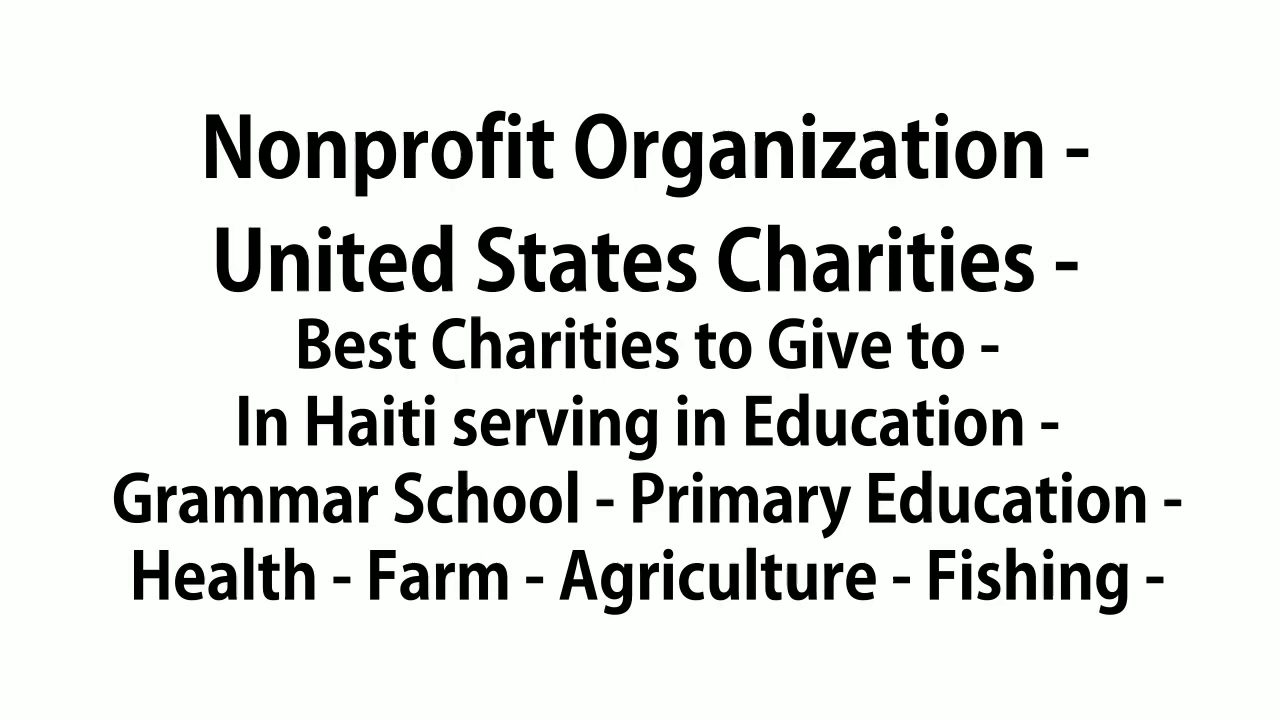 Nonprofit Organization -
United States Charities -
Best Charities to Give to -
In Haiti serving in Education -
Grammar School - Primary Education -
Health - Farm - Agriculture - Fishing -